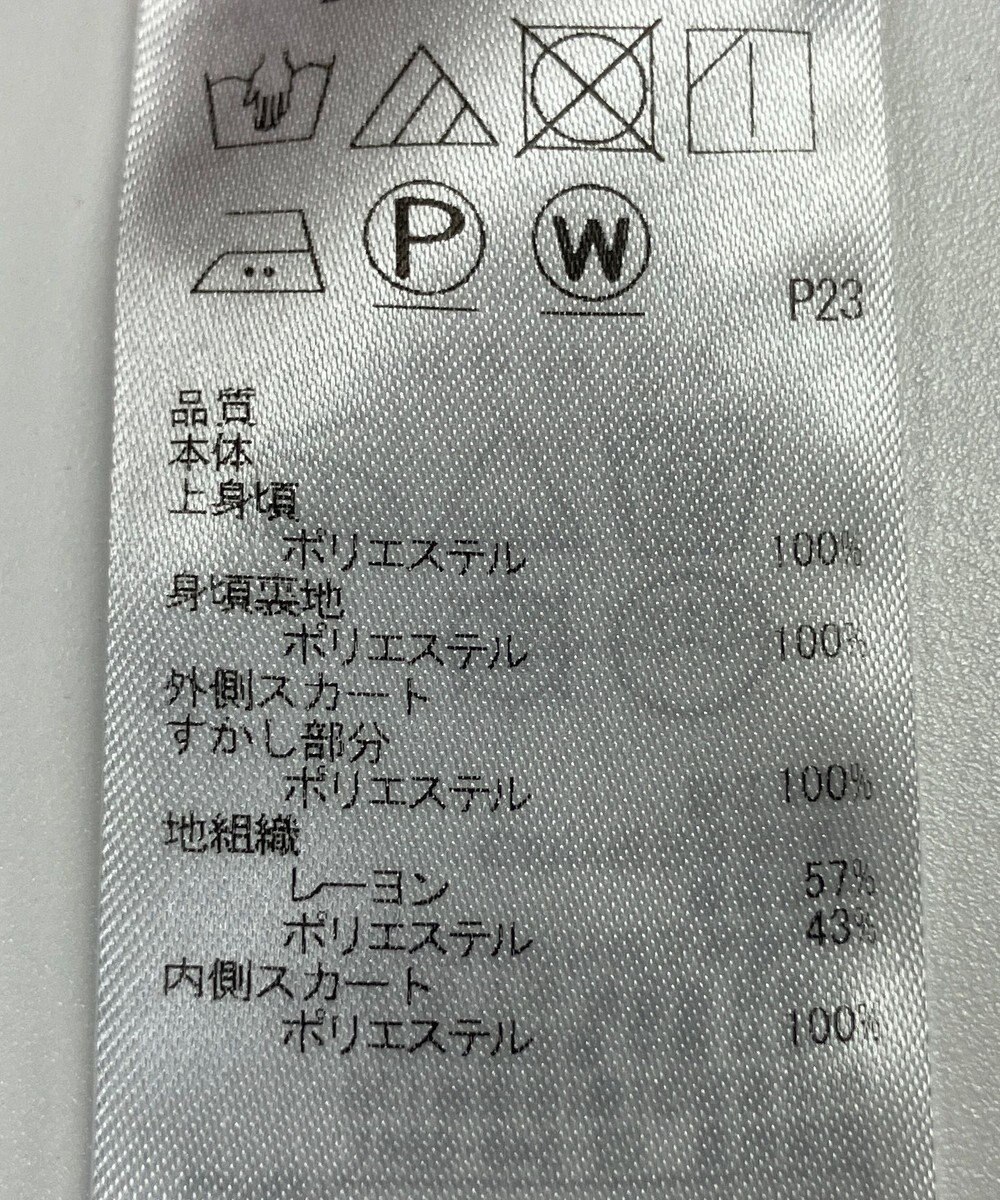 P
W
P23
品質
本体
上身頃
ポリエステル 100%
身頃裏地
ポリエステル 100%
外側スカート
すかし部分
ポリエステル 100%
地組織
レーヨン 57%
ポリエステル 43%
内側スカート
ポリエステル 100%